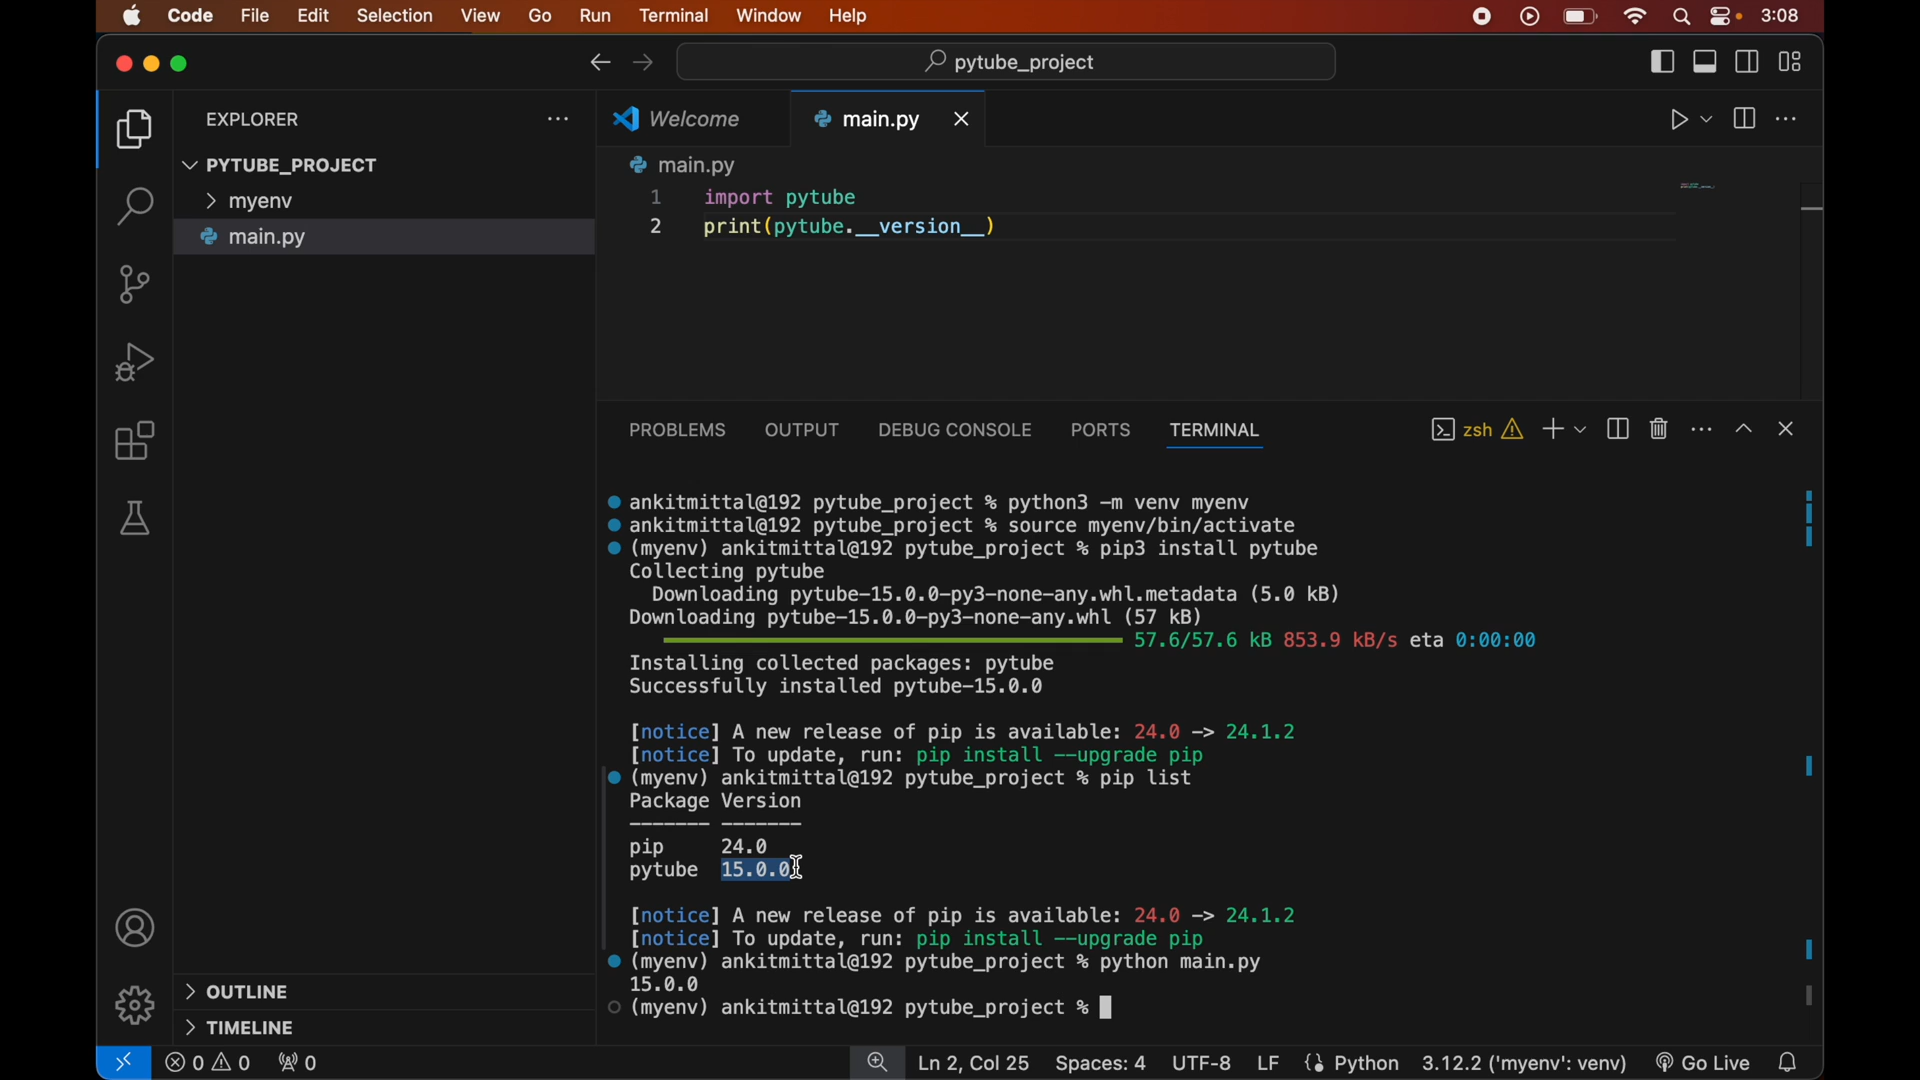 Code File Edit Selection View Go Run Terminal Window Help 3:08
pytube_project
EXPLORER
PYTUBE_PROJECT
myenv
main.py
OUTLINE
TIMELINE
Welcome main.py
main.py
1 import pytube
2 print(pytube.__version__)
PROBLEMS OUTPUT DEBUG CONSOLE PORTS TERMINAL zsh
ankitmittal@192 pytube_project % python3 -m venv myenv
ankitmittal@192 pytube_project % source myenv/bin/activate
(myenv) ankitmittal@192 pytube_project % pip3 install pytube
Collecting pytube
Downloading pytube-15.0.0-py3-none-any.whl.metadata (5.0 kB)
Downloading pytube-15.0.0-py3-none-any.whl (57 kB)
57.6/57.6 kB 853.9 kB/s eta 0:00:00
Installing collected packages: pytube
Successfully installed pytube-15.0.0
[notice] A new release of pip is available: 24.0 -> 24.1.2
[notice] To update, run: pip install --upgrade pip
(myenv) ankitmittal@192 pytube_project % pip list
Package Version
------- -------
pip 24.0
pytube 15.0.0
[notice] A new release of pip is available: 24.0 -> 24.1.2
[notice] To update, run: pip install --upgrade pip
(myenv) ankitmittal@192 pytube_project % python main.py
15.0.0
(myenv) ankitmittal@192 pytube_project %
0 0 0 Ln 2, Col 25 Spaces: 4 UTF-8 LF Python 3.12.2 ('myenv': venv) Go Live